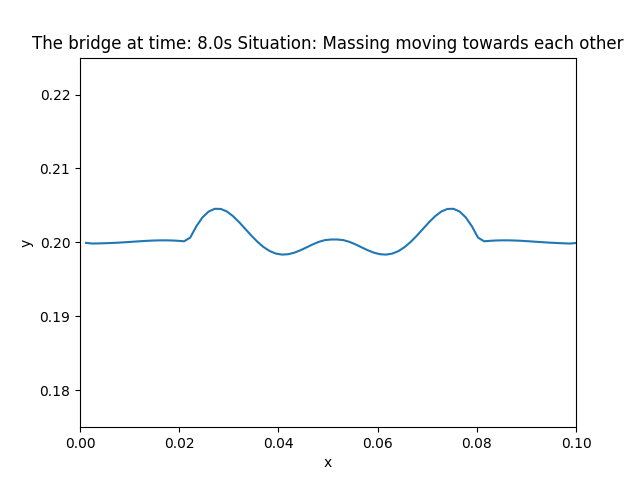 The bridge at time: 8.0s Situation: Massing moving towards each other
0.22
0.21
0.20
0.19
0.18
y
0.00 0.02 0.04 0.06 0.08 0.10
x